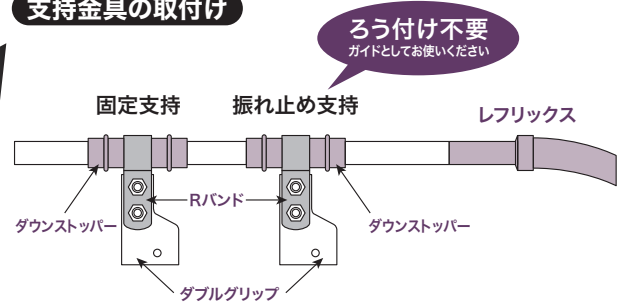 支持金具の取付け
ろう付け不要
ガイドとしてお使いください
固定支持
振れ止め支持
レフリックス
Rバンド
ダウンストッパー
ダウンストッパー
ダブルグリップ